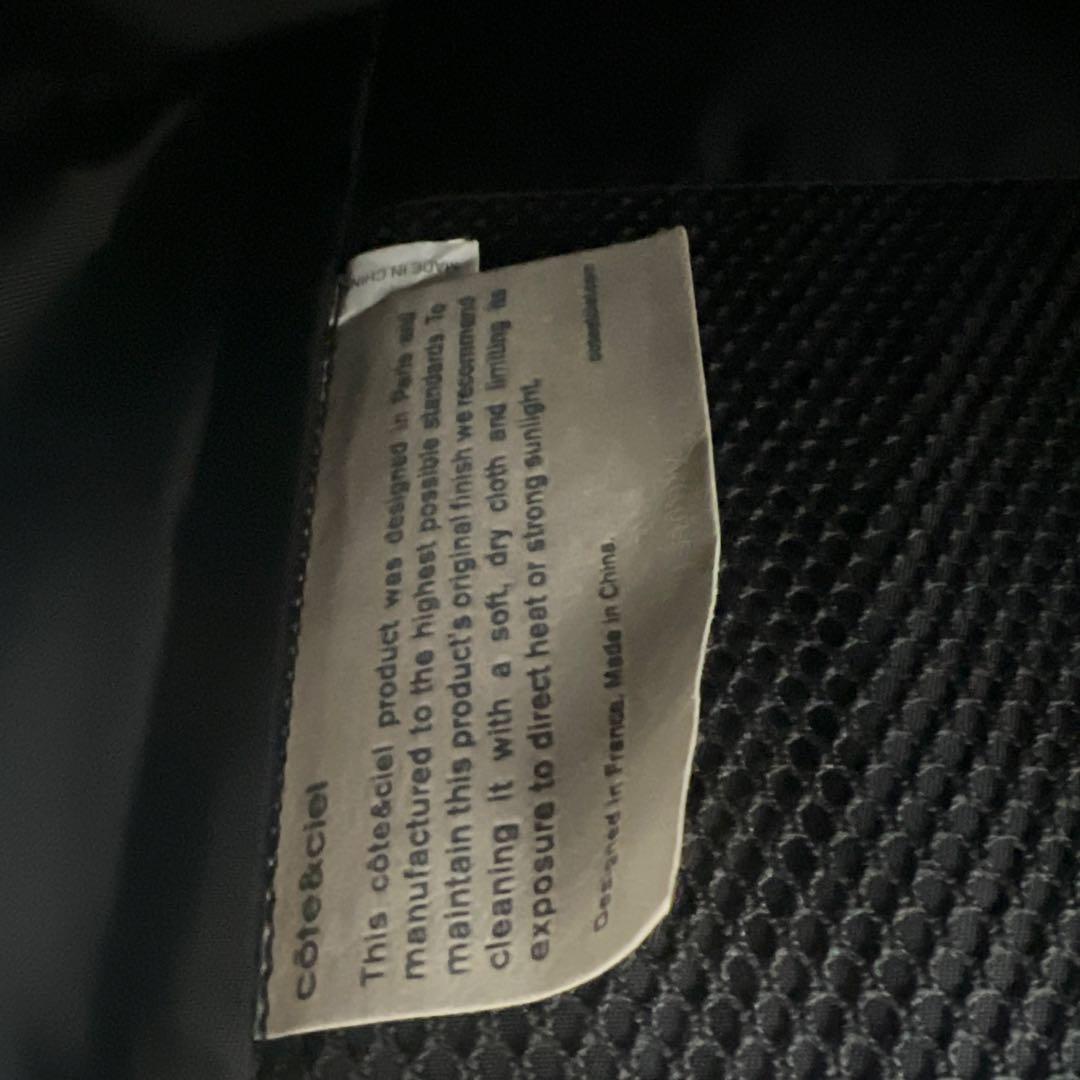 côte&ciel
This côte&ciel product was designed in Paris and
manufactured to the highest possible standards. To
maintain this product's original finish we recommend
cleaning it with a soft, dry cloth and limiting its
exposure to direct heat or strong sunlight.
Designed in France. Made in China.
MADE IN CHIN